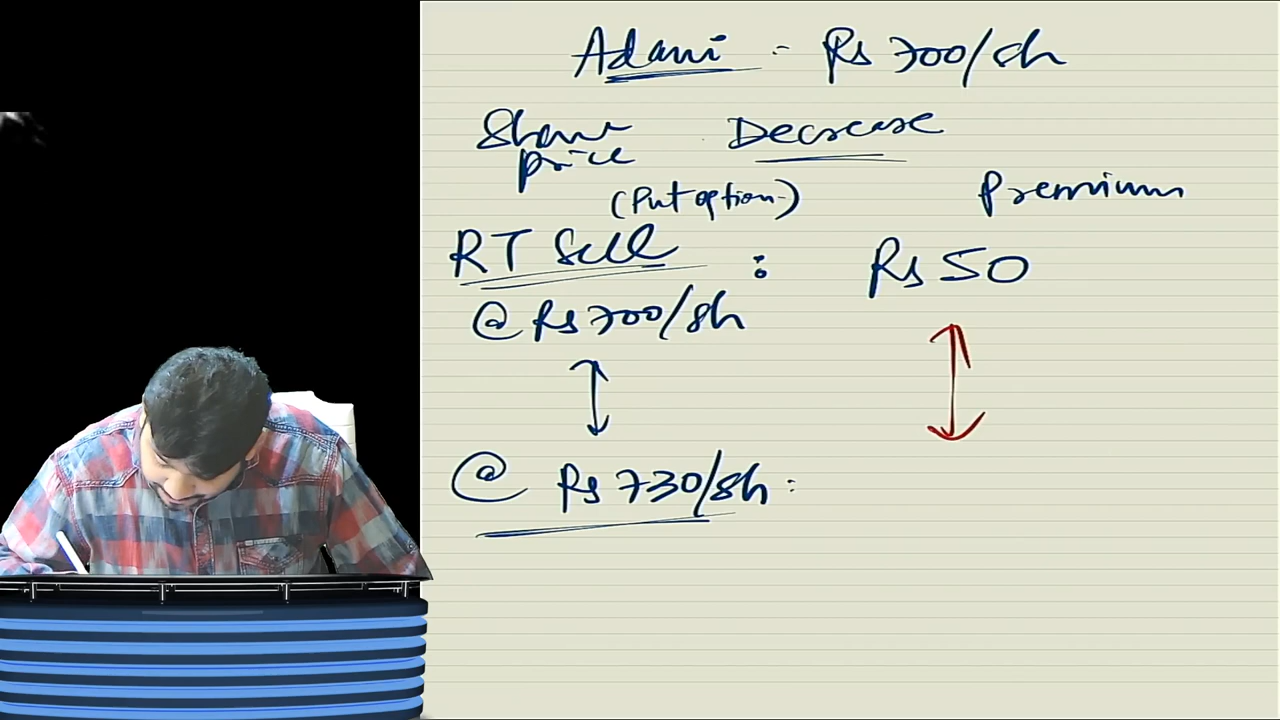 Adani - Rs 700/sh
Share price Decrease
(Put option) Premium
RT Sell : Rs 50
@ Rs 700/sh
@ Rs 730/sh :